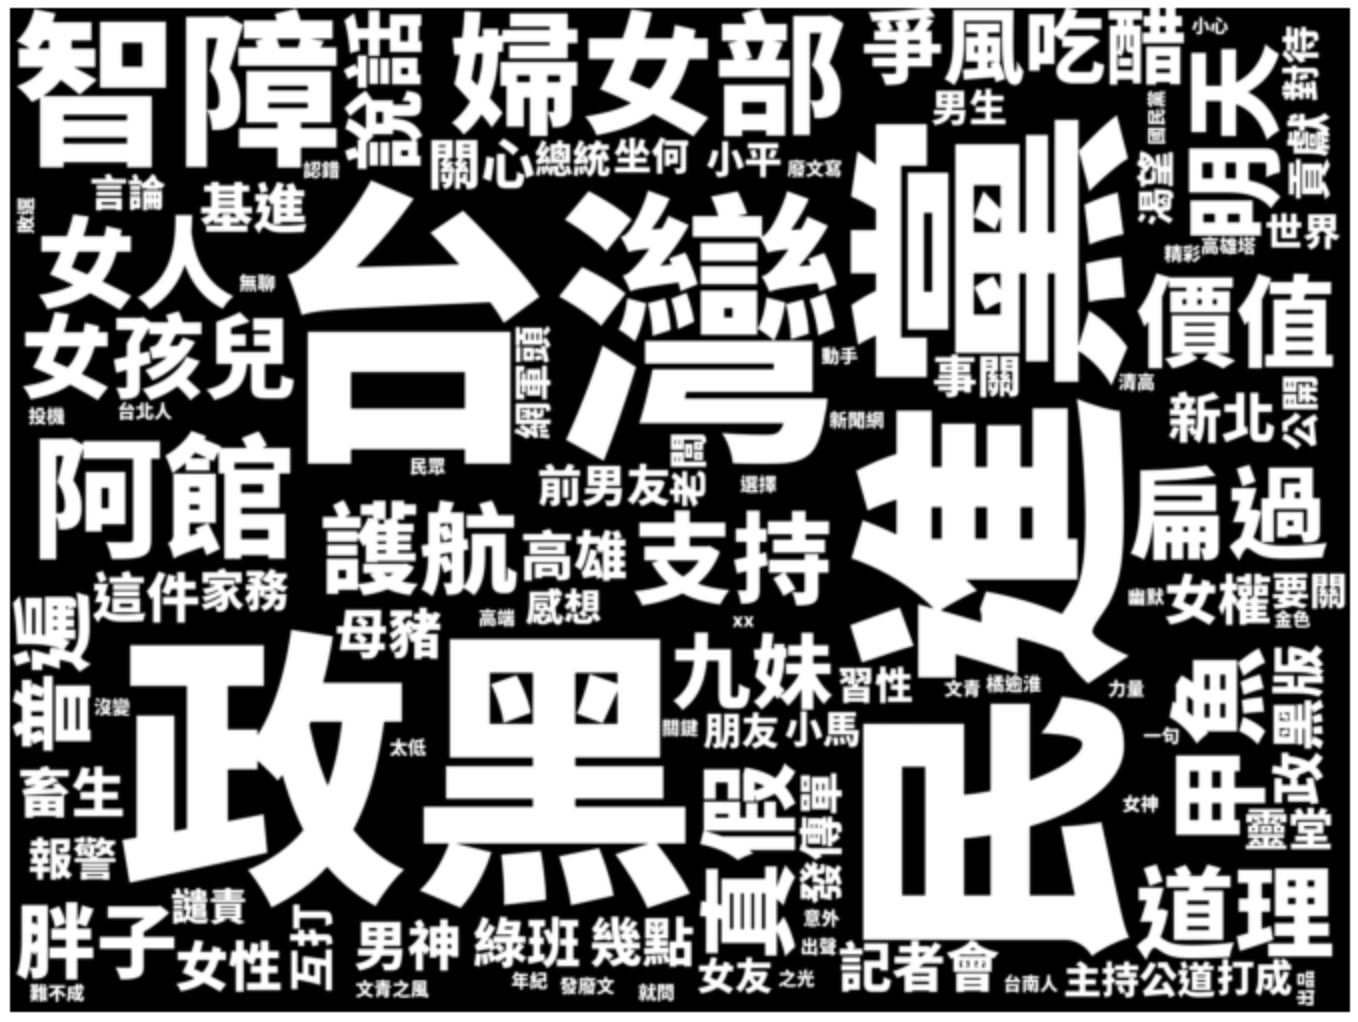 智障
說話
婦女部
爭風吃醋
小心
明天
對待
貢獻
國民黨
渴望
男生
認錯
關心
總統
坐何
小平
廢文寫
言論
基進
敗選
女人
無聊
台灣
民進黨
世界
精彩
高雄塔
價值
女孩兒
網軍頭
動手
事關
清高
投機
台北人
新聞網
新北
公開
阿館
民眾
前男友
老闆
選擇
扁過
護航
高雄
支持
這件
家務
母豬
高端
感想
xx
幽默
女權
要關
金色
普遍
沒變
政黑
太低
九妹
習性
文青
橘逾淮
力量
關鍵
朋友
小馬
一句
甲魚
政黑版
畜生
真假
發傳單
女神
靈堂
報警
譴責
道理
胖子
女性
互打
男神
綠班
幾點
意外
出聲
女友
之光
記者會
台南人
主持公道
打成
難不成
文青之風
年紀
發廢文
就問